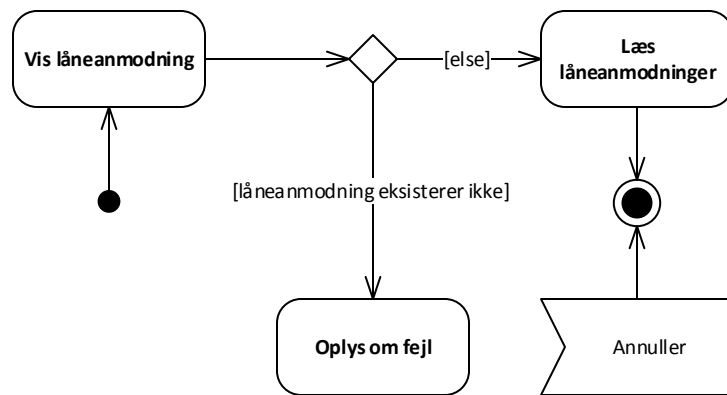 Vis låneanmodning
[else]
Læs
låneanmodninger
[låneanmodning eksisterer ikke]
Oplys om fejl
Annuller